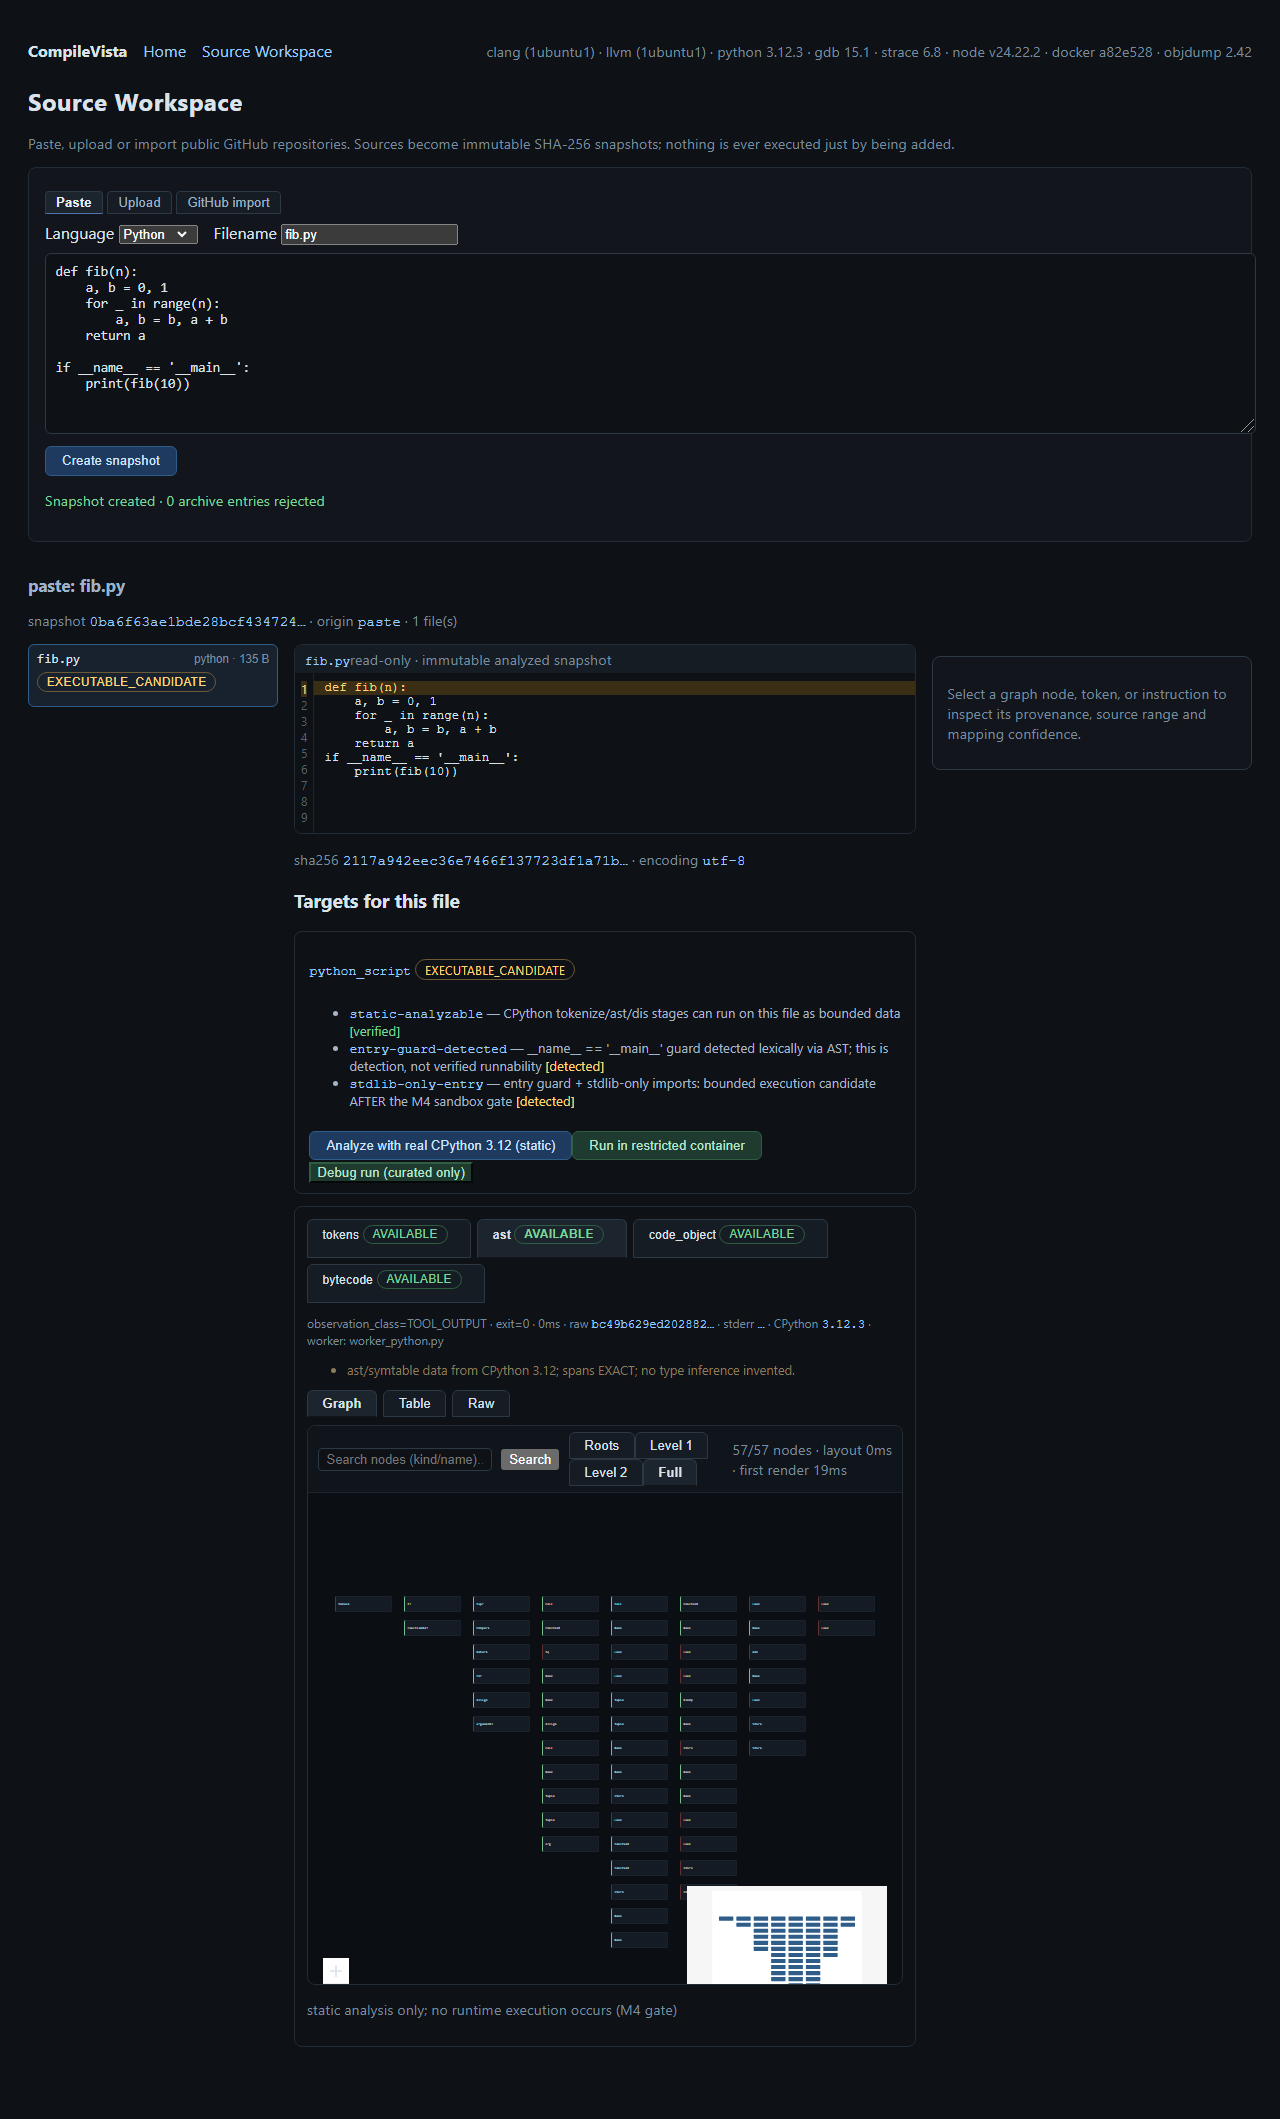 CompileVista Home Source Workspace clang (1ubuntu1) · llvm (1ubuntu1) · python 3.12.3 · gdb 15.1 · strace 6.8 · node v24.22.2 · docker a82e528 · objdump 2.42
Source Workspace
Paste, upload or import public GitHub repositories. Sources become immutable SHA-256 snapshots; nothing is ever executed just by being added.
Paste Upload GitHub import
Language Python Filename fib.py
def fib(n):
    a, b = 0, 1
    for _ in range(n):
        a, b = b, a + b
    return a
if __name__ == '__main__':
    print(fib(10))
Create snapshot
Snapshot created · 0 archive entries rejected
paste: fib.py
snapshot 0ba6f63ae1bde28bcf434724… · origin paste · 1 file(s)
fib.py python · 135 B
EXECUTABLE_CANDIDATE
fib.pyread-only · immutable analyzed snapshot
1 def fib(n):
2     a, b = 0, 1
3     for _ in range(n):
4         a, b = b, a + b
5     return a
6 if __name__ == '__main__':
7     print(fib(10))
8
9
Select a graph node, token, or instruction to
inspect its provenance, source range and
mapping confidence.
sha256 2117a942eec36e7466f137723df1a71b… · encoding utf-8
Targets for this file
python_script EXECUTABLE_CANDIDATE
• static-analyzable — CPython tokenize/ast/dis stages can run on this file as bounded data
[verified]
• entry-guard-detected — __name__ == '__main__' guard detected lexically via AST; this is
detection, not verified runnability [detected]
• stdlib-only-entry — entry guard + stdlib-only imports: bounded execution candidate
AFTER the M4 sandbox gate [detected]
Analyze with real CPython 3.12 (static) Run in restricted container
Debug run (curated only)
tokens AVAILABLE ast AVAILABLE code_object AVAILABLE
bytecode AVAILABLE
observation_class=TOOL_OUTPUT · exit=0 · 0ms · raw bc49b629ed202882… · stderr … · CPython 3.12.3 ·
worker: worker_python.py
• ast/symtable data from CPython 3.12; spans EXACT; no type inference invented.
Graph Table Raw
Search nodes (kind/name)… Search Roots Level 1 57/57 nodes · layout 0ms
Level 2 Full · first render 19ms
static analysis only; no runtime execution occurs (M4 gate)